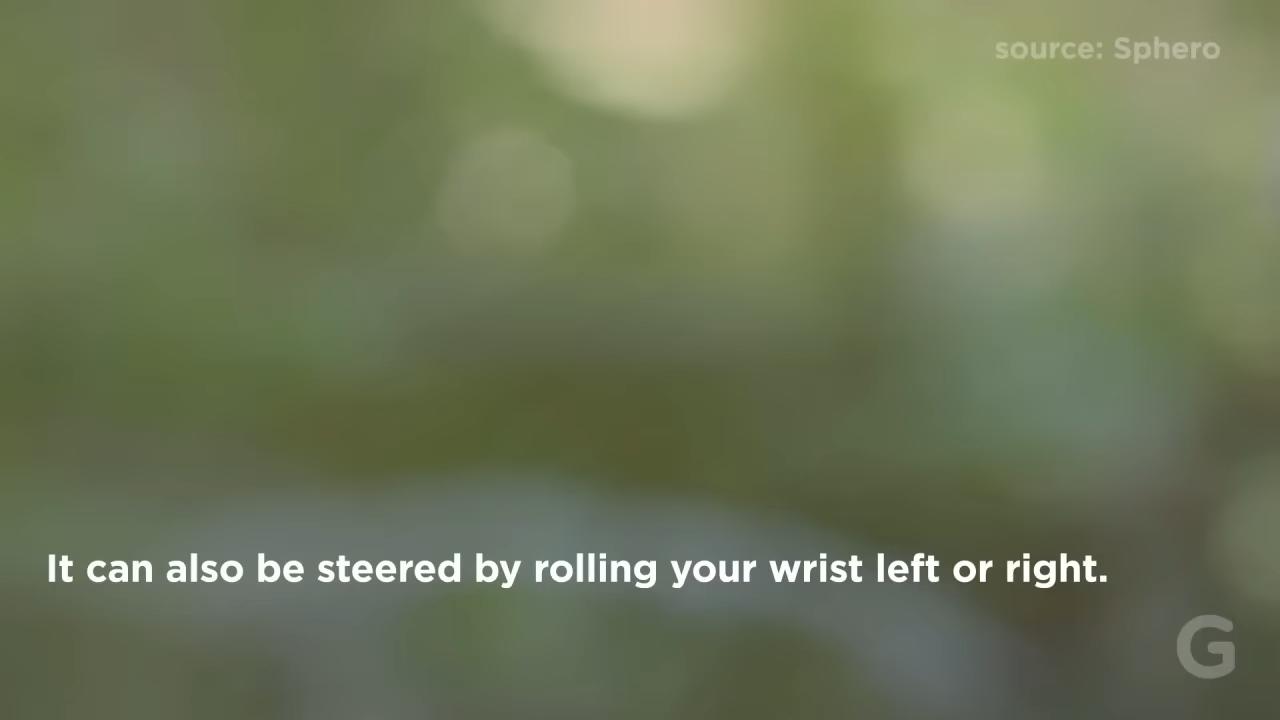 source: Sphero
It can also be steered by rolling your wrist left or right.
G